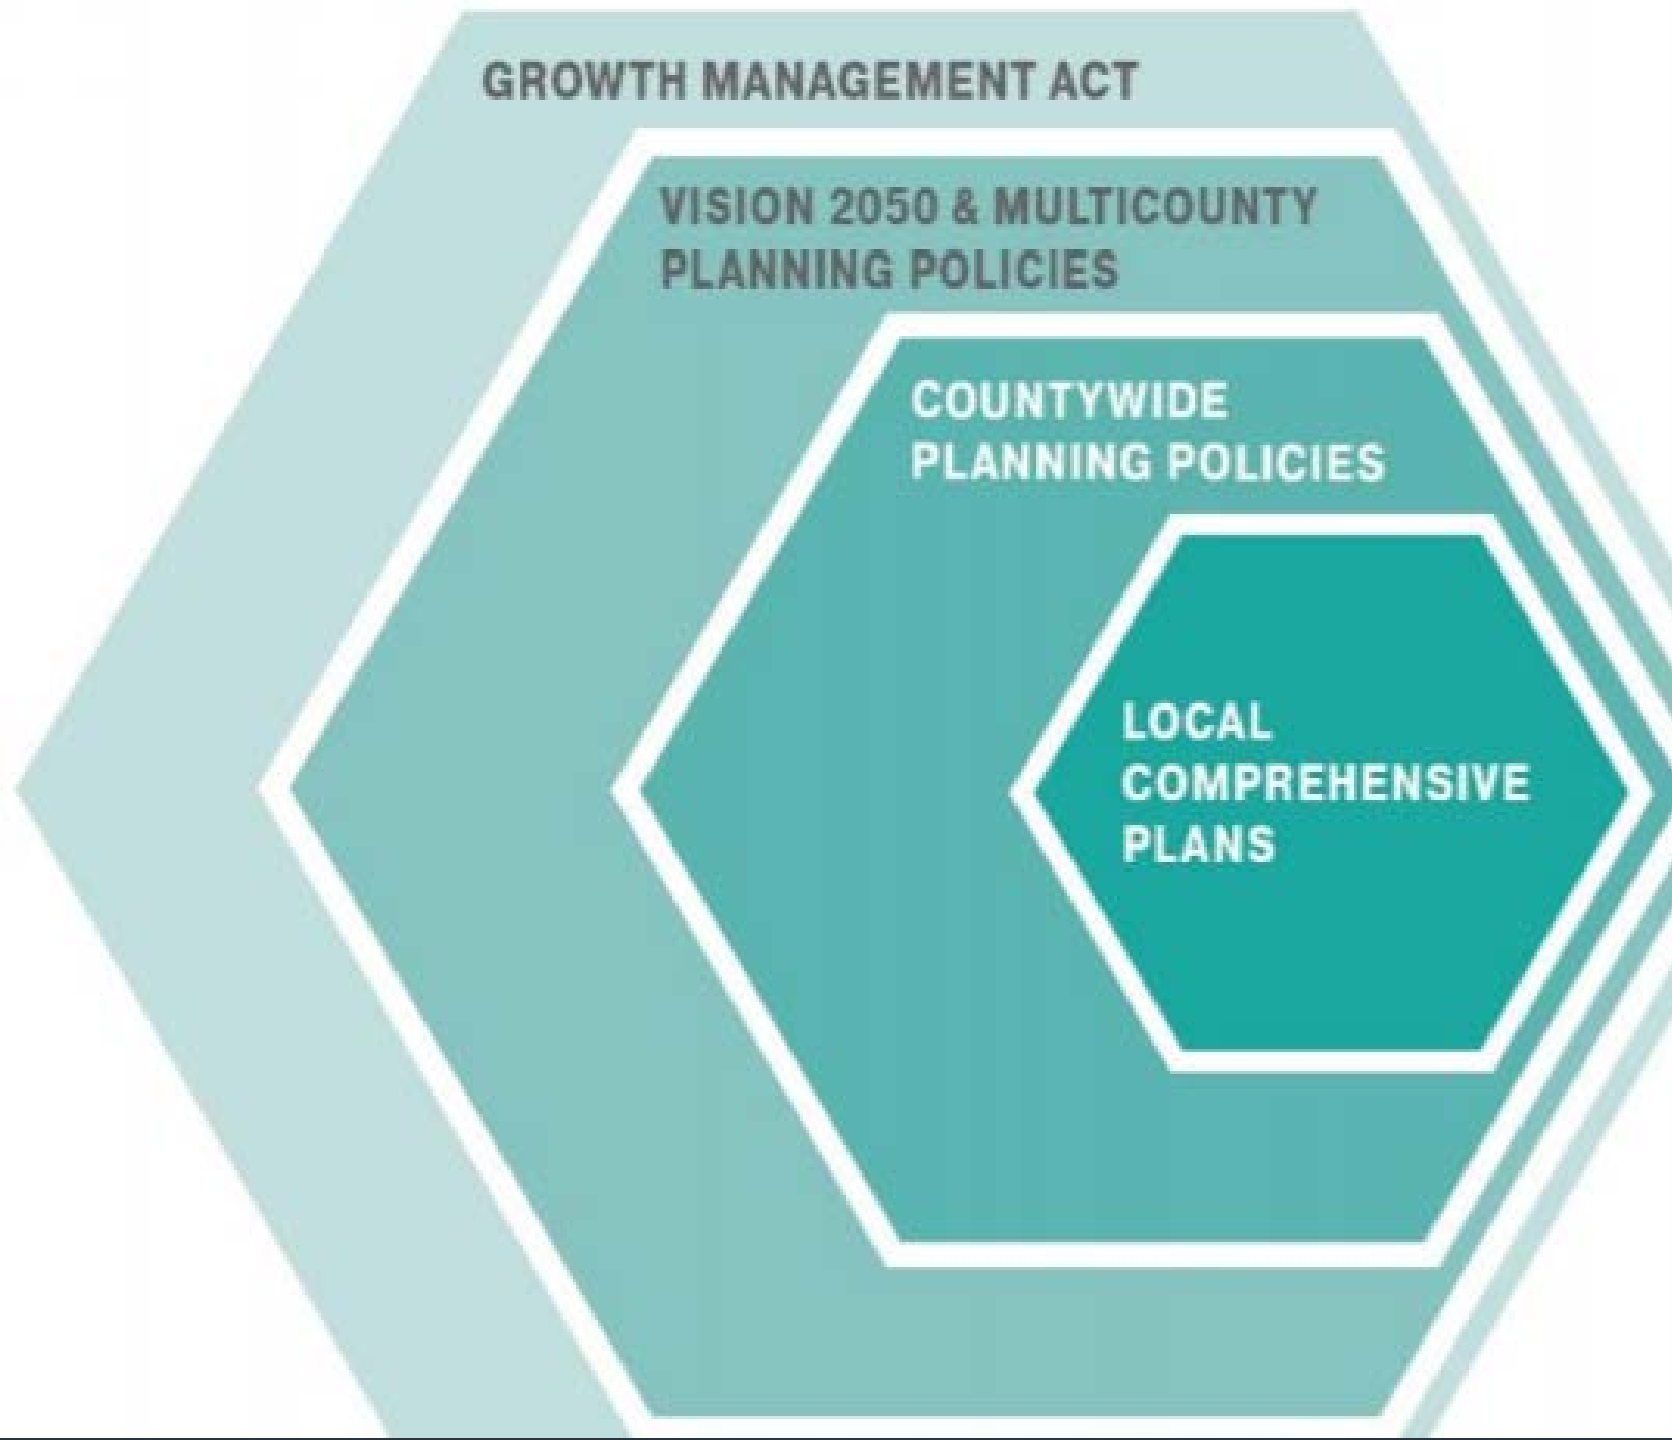 GROWTH MANAGEMENT ACT
VISION 2050 & MULTICOUNTY
PLANNING POLICIES
COUNTYWIDE
PLANNING POLICIES
LOCAL
COMPREHENSIVE
PLANS